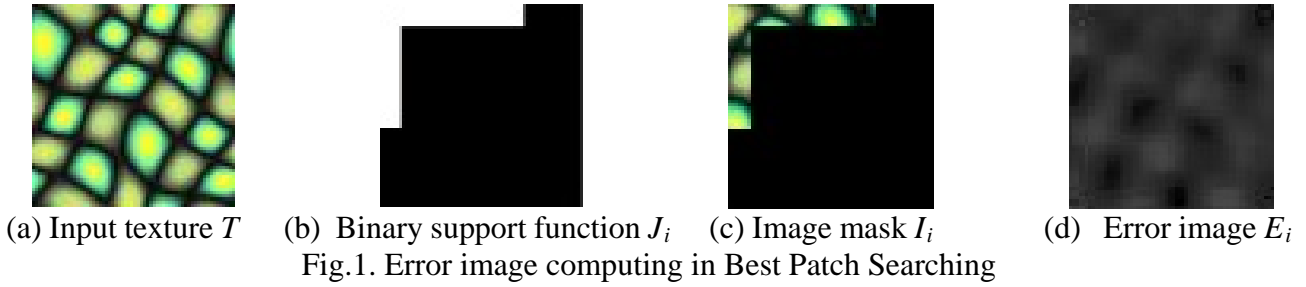 (a) Input texture T (b) Binary support function Ji (c) Image mask Ii (d) Error image Ei
Fig.1. Error image computing in Best Patch Searching